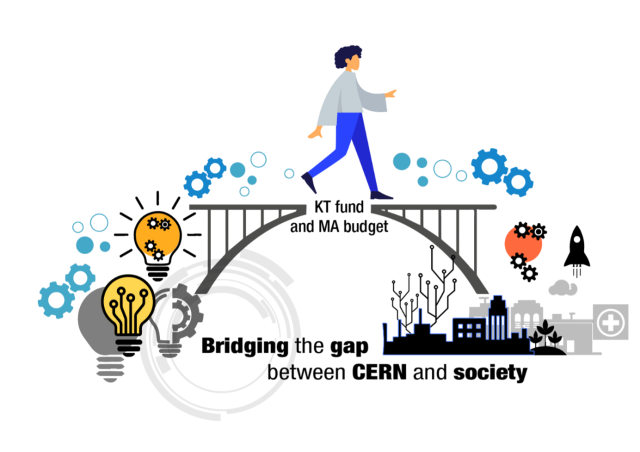 KT fund
and MA budget
Bridging the gap
between CERN and society